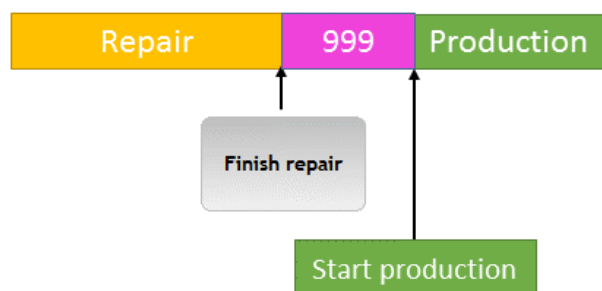 Repair
999
Production
Finish repair
Start production